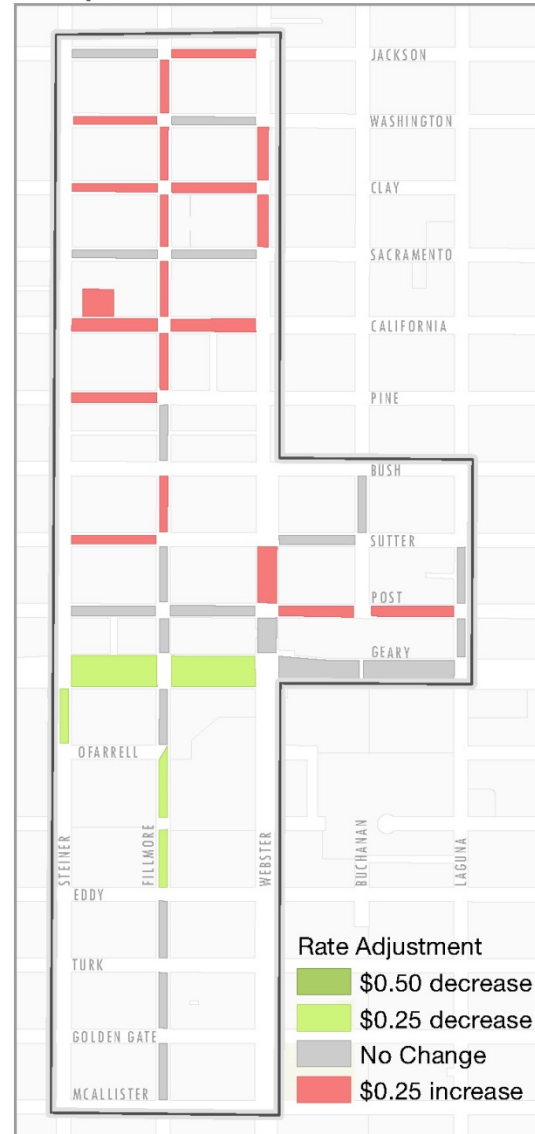 JACKSON
WASHINGTON
CLAY
SACRAMENTO
CALIFORNIA
PINE
BUSH
SUTTER
POST
GEARY
OFARRELL
STEINER
FILLMORE
WEBSTER
BUCHANAN
LAGUNA
EDDY
TURK
GOLDEN GATE
MCALLISTER
Rate Adjustment
$0.50 decrease
$0.25 decrease
No Change
$0.25 increase